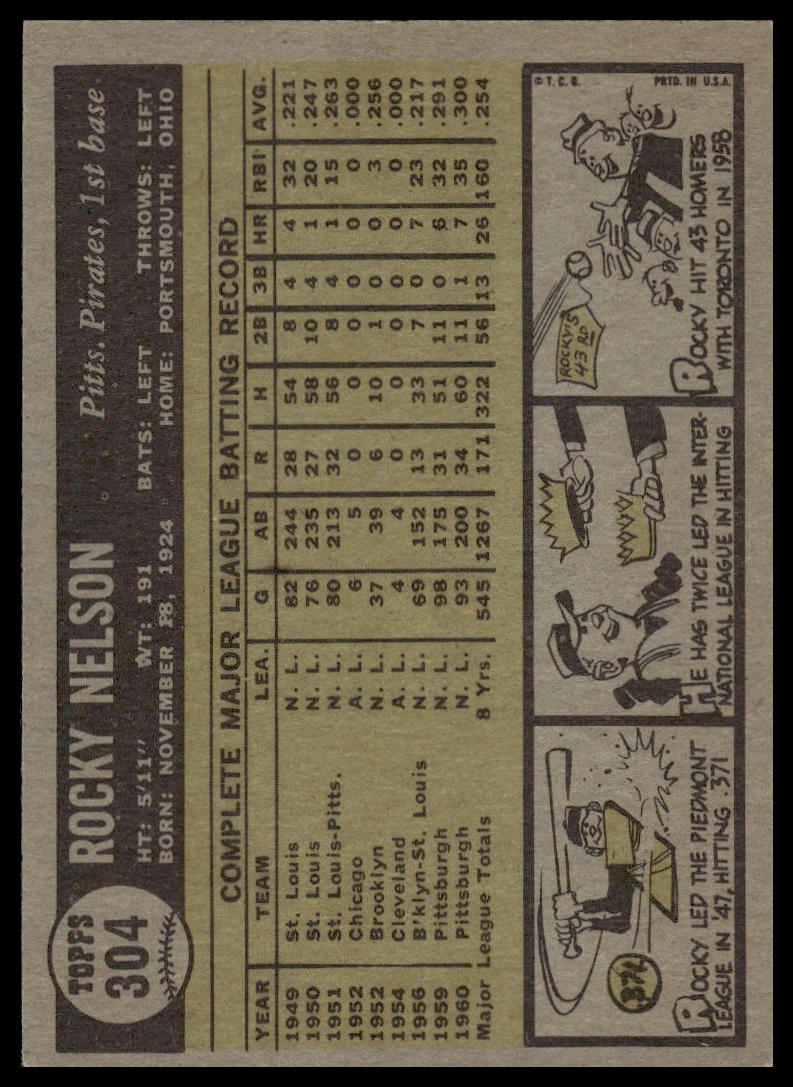 TOPPS
304
ROCKY NELSON Pitts. Pirates, 1st base
HT: 5'11" WT: 191 BATS: LEFT THROWS: LEFT
BORN: NOVEMBER 18, 1924 HOME: PORTSMOUTH, OHIO
COMPLETE MAJOR LEAGUE BATTING RECORD
YEAR TEAM LEA. G AB R H 2B 3B HR RBI AVG.
1949 St. Louis N. L. 82 244 28 54 8 4 4 32 .221
1950 St. Louis N. L. 76 235 27 58 10 4 1 20 .247
1951 St. Louis-Pitts. N. L. 80 213 32 56 8 4 1 15 .263
1952 Chicago A. L. 6 5 0 0 0 0 0 0 .000
1952 Brooklyn N. L. 37 39 6 10 1 0 0 3 .256
1954 Cleveland A. L. 4 4 0 0 0 0 0 0 .000
1956 B'klyn-St. Louis N. L. 69 152 13 33 7 0 7 23 .217
1959 Pittsburgh N. L. 98 175 31 51 11 0 6 32 .291
1960 Pittsburgh N. L. 93 200 34 60 11 1 7 35 .300
Major League Totals 8 Yrs. 545 1267 171 322 56 13 26 160 .254
.371
ROCKY LED THE PIEDMONT
LEAGUE IN '47, HITTING .371
HE HAS TWICE LED THE INTER-
NATIONAL LEAGUE IN HITTING
© T. C. G. PRTD. IN U.S.A.
ROCKY'S
43 RD
ROCKY HIT 43 HOMERS
WITH TORONTO IN 1958